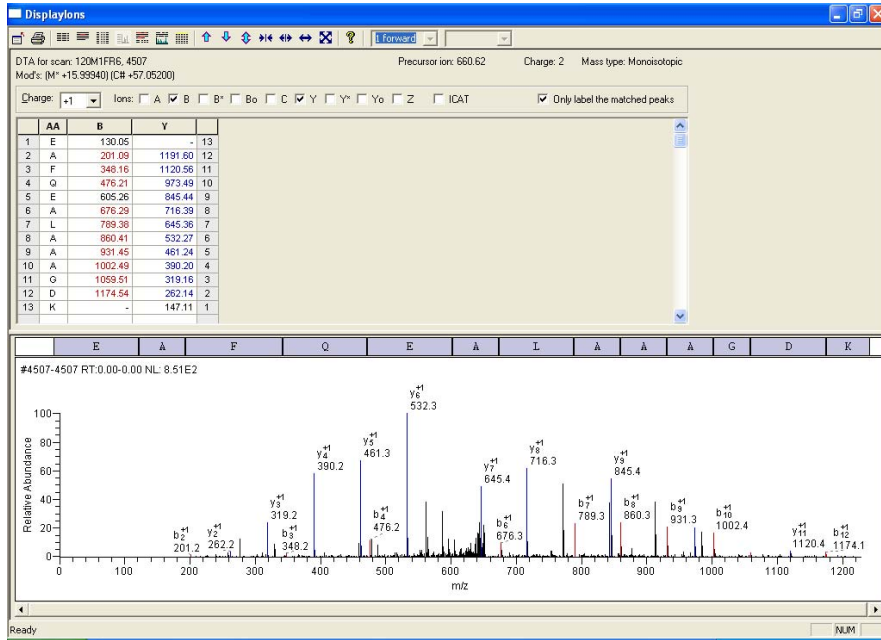 DisplayIons
1 Forward
DTA for scan: 120M1FR6, 4507 Precursor ion: 660.62 Charge: 2 Mass type: Monoisotopic
Mod's: (M* +15.99940) (C# +57.05200)
Charge: +1 Ions: A B B* Bo C Y Y* Yo Z ICAT Only label the matched peaks
AA B Y
1 E 130.05 - 13
2 A 201.09 1191.60 12
3 F 348.16 1120.56 11
4 Q 476.21 973.49 10
5 E 605.26 845.44 9
6 A 676.29 716.39 8
7 L 789.38 645.36 7
8 A 860.41 532.27 6
9 A 931.45 461.24 5
10 A 1002.49 390.20 4
11 G 1059.51 319.16 3
12 D 1174.54 262.14 2
13 K - 147.11 1
E A F Q E A L A A A G D K
#4507-4507 RT:0.00-0.00 NL: 8.51E2
Relative Abundance
100
80
60
40
20
0
b2+1
201.2
y2+1
262.2
y3+1
319.2
b3+1
348.2
y4+1
390.2
y5+1
461.3
b4+1
476.2
y6+1
532.3
y7+1
645.4
b6+1
676.3
y8+1
716.3
b7+1
789.3
y9+1
845.4
b8+1
860.3
b9+1
931.3
b10+1
1002.4
y11+1
1120.4
b12+1
1174.1
0 100 200 300 400 500 600 700 800 900 1000 1100 1200
m/z
Ready NUM